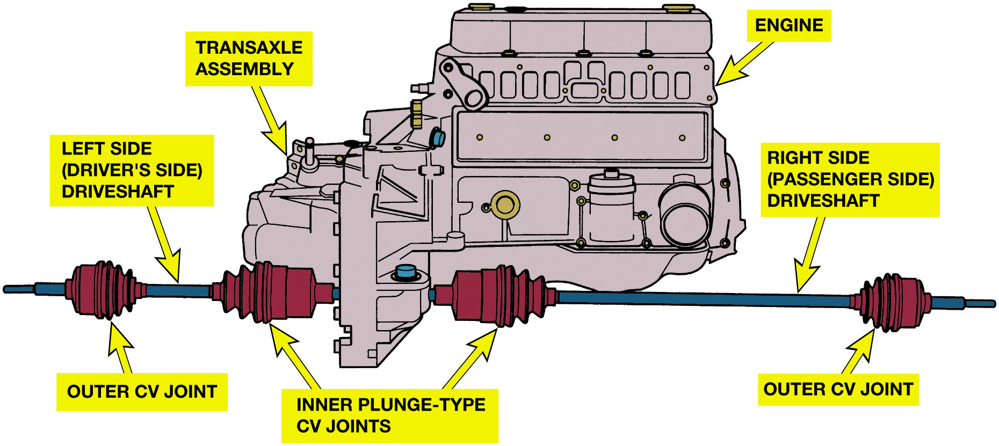 ENGINE
TRANSAXLE
ASSEMBLY
LEFT SIDE
(DRIVER'S SIDE)
DRIVESHAFT
RIGHT SIDE
(PASSENGER SIDE)
DRIVESHAFT
OUTER CV JOINT
INNER PLUNGE-TYPE
CV JOINTS
OUTER CV JOINT